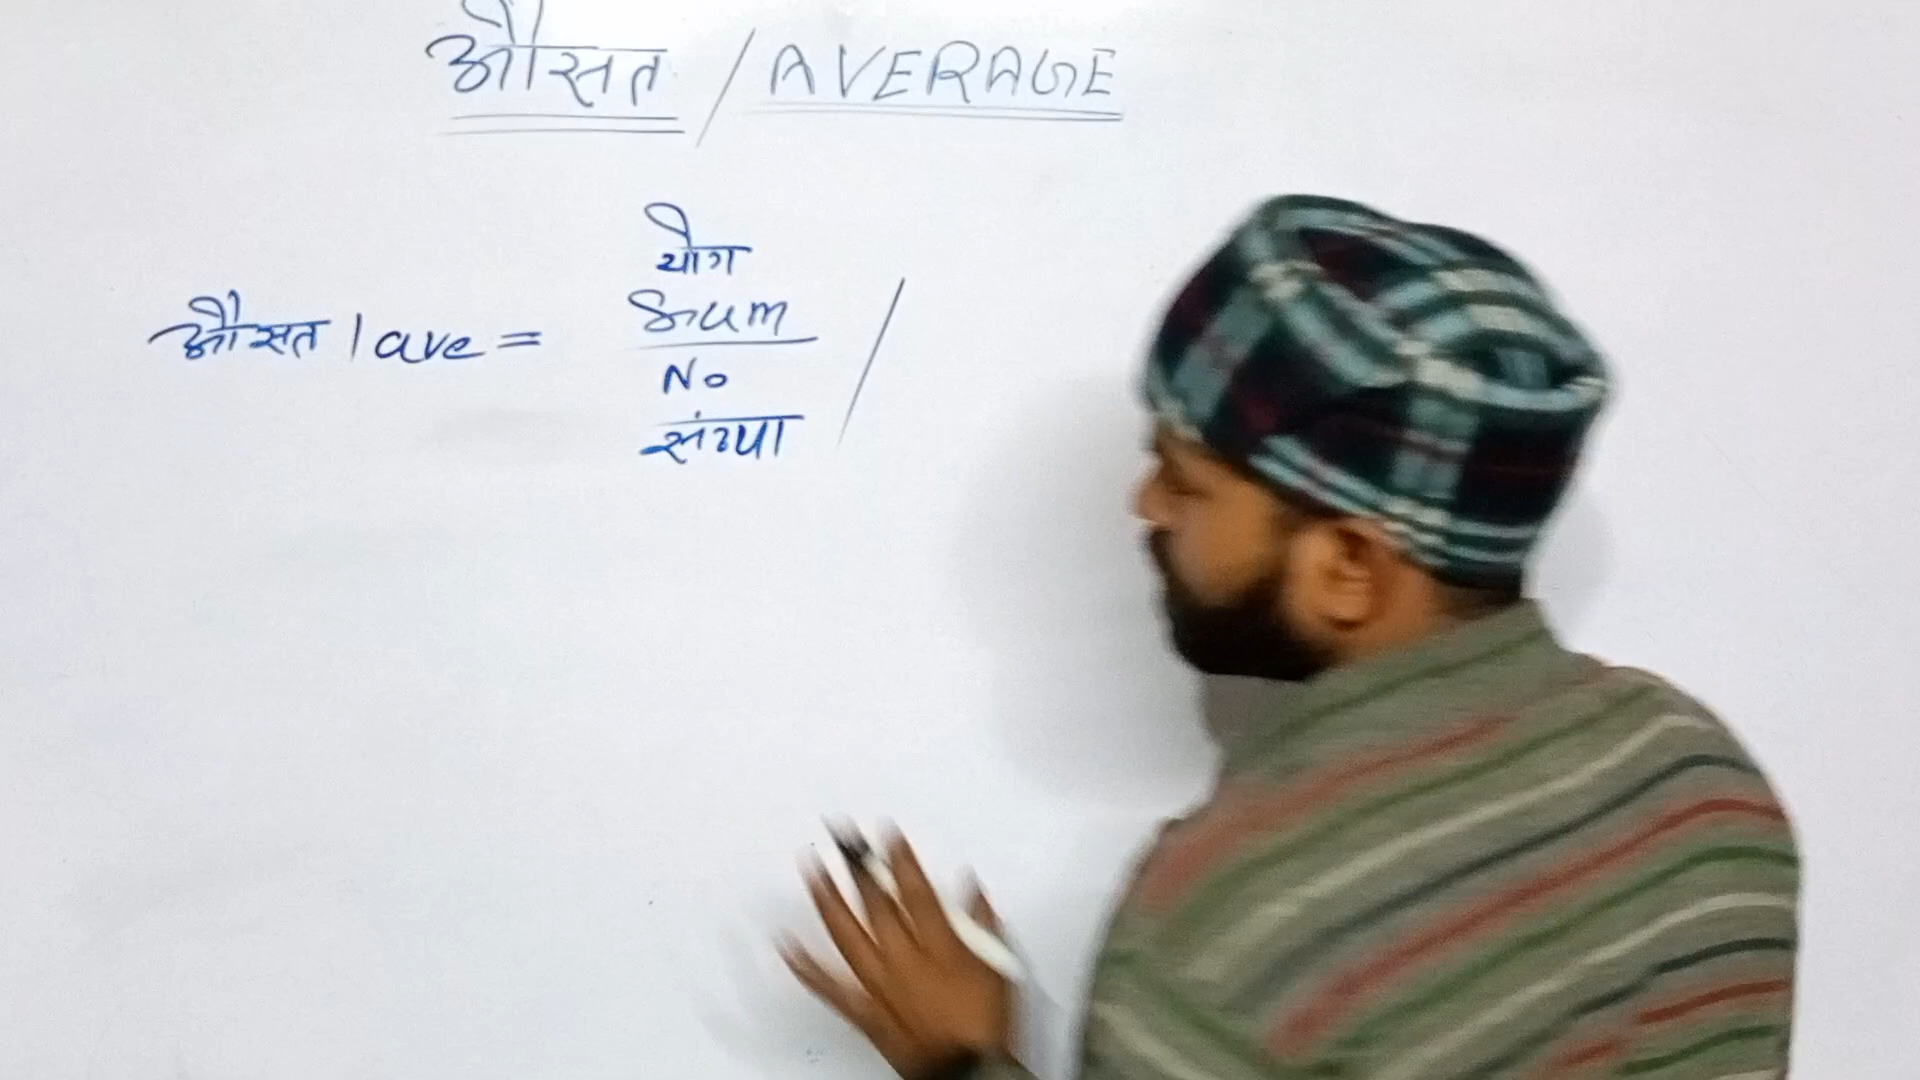 औसत / AVERAGE
योग
औसत / ave = Sum /
No
संख्या